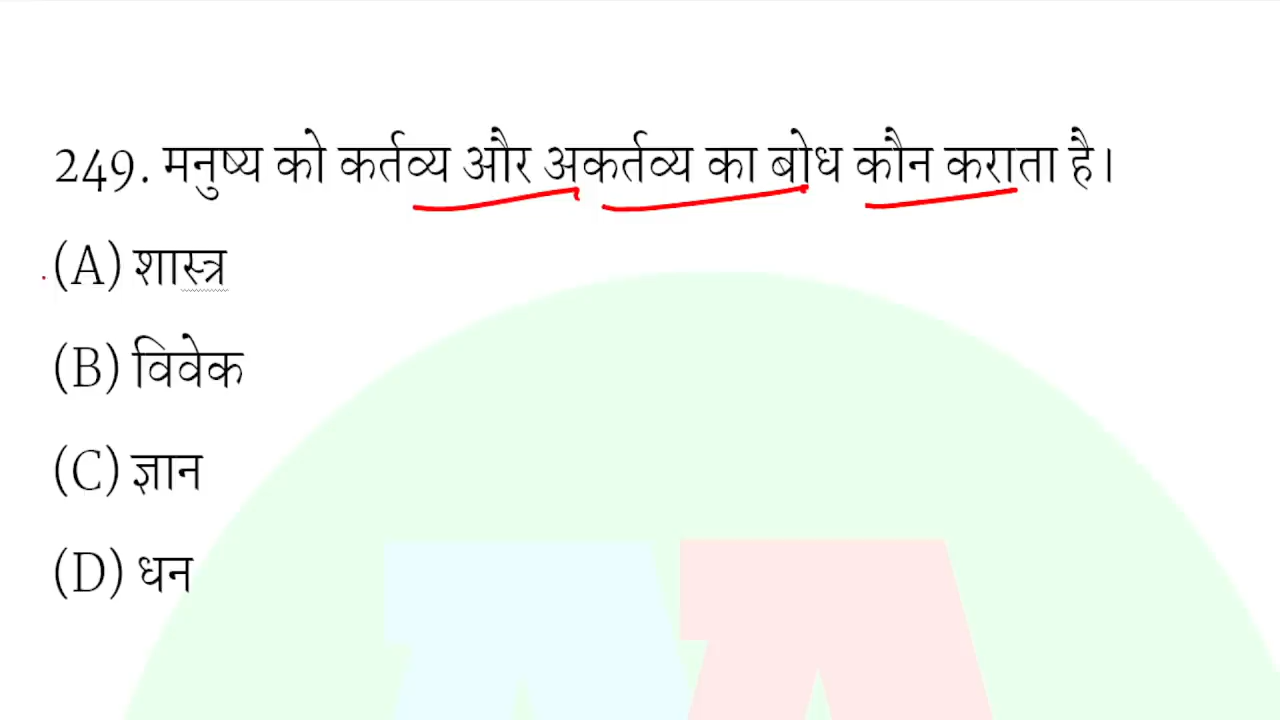 249. मनुष्य को कर्तव्य और अकर्तव्य का बोध कौन कराता है।
(A) शास्त्र
(B) विवेक
(C) ज्ञान
(D) धन